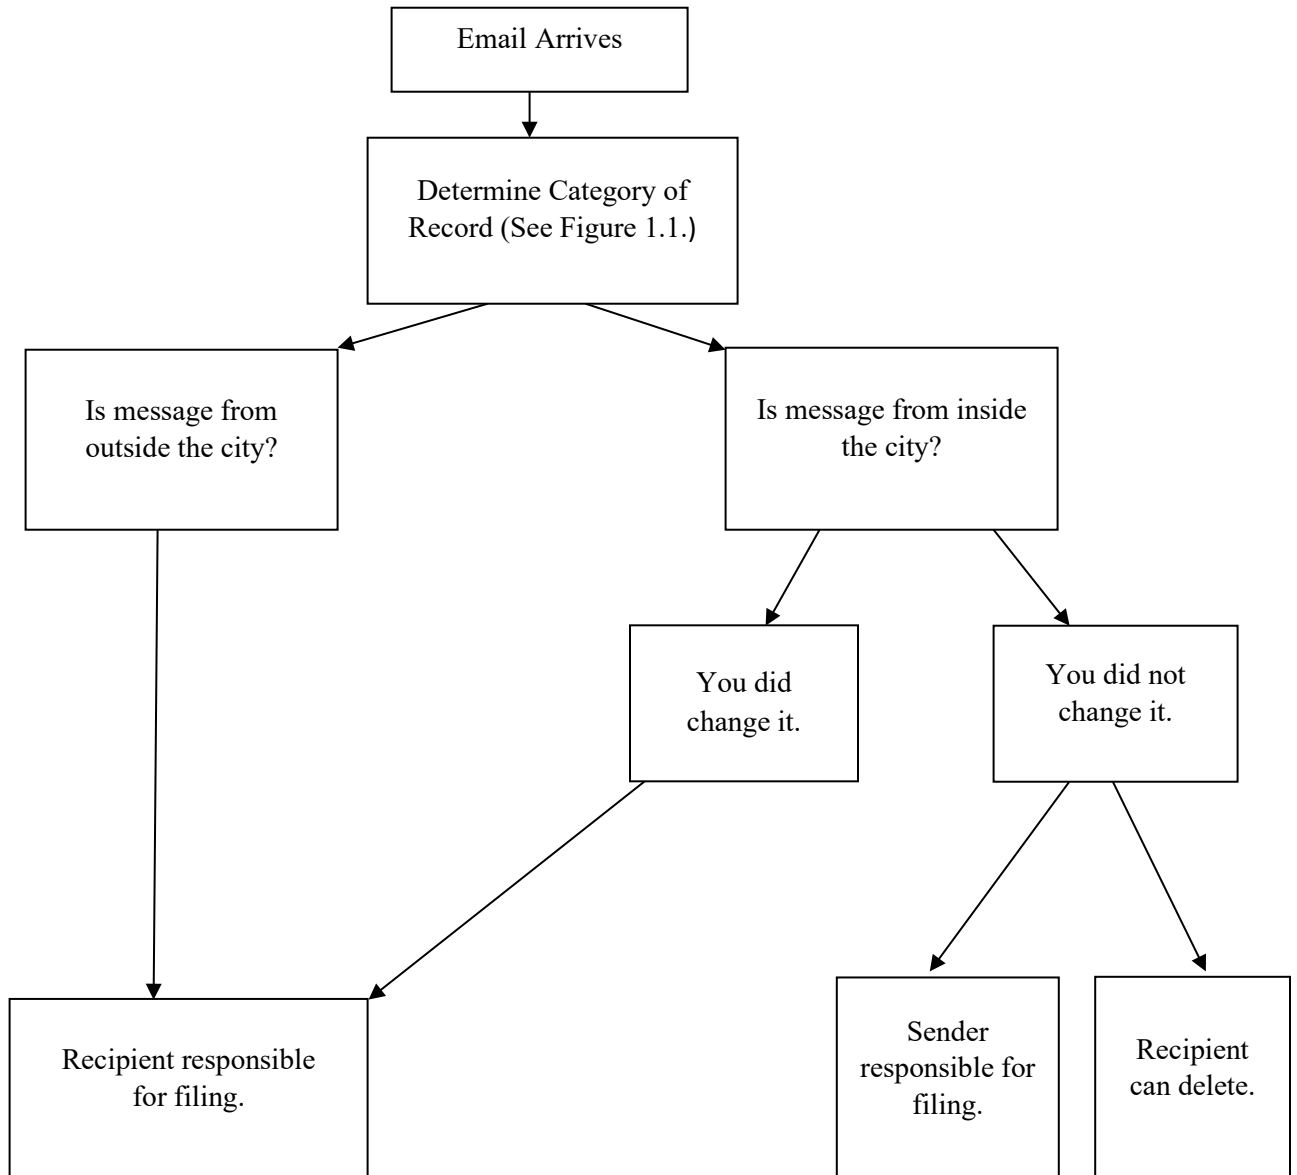 Email Arrives
Determine Category of
Record (See Figure 1.1.)
Is message from
outside the city?
Is message from inside
the city?
You did
change it.
You did not
change it.
Recipient responsible
for filing.
Sender
responsible for
filing.
Recipient
can delete.